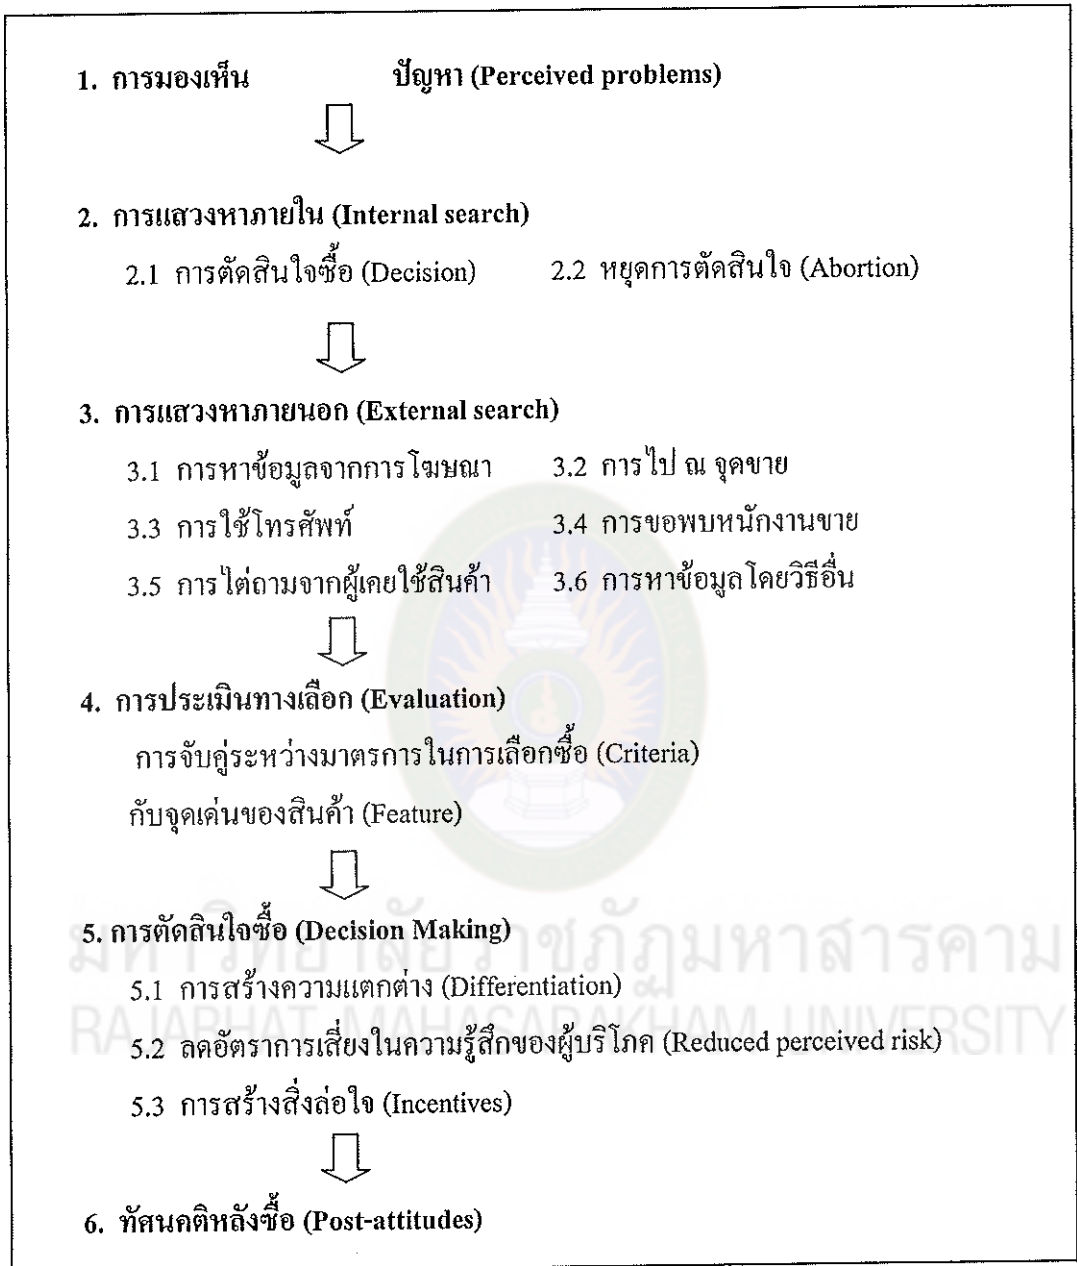 1. การมองเห็น ปัญหา (Perceived problems)
2. การแสวงหาภายใน (Internal search)
2.1 การตัดสินใจซื้อ (Decision) 2.2 หยุดการตัดสินใจ (Abortion)
3. การแสวงหาภายนอก (External search)
3.1 การหาข้อมูลจากการโฆษณา 3.2 การไป ณ จุดขาย
3.3 การใช้โทรศัพท์ 3.4 การขอพบหนักงานขาย
3.5 การไต่ถามจากผู้เคยใช้สินค้า 3.6 การหาข้อมูลโดยวิธีอื่น
4. การประเมินทางเลือก (Evaluation)
การจับคู่ระหว่างมาตรการในการเลือกซื้อ (Criteria)
กับจุดเด่นของสินค้า (Feature)
5. การตัดสินใจซื้อ (Decision Making)
มหาวิทยาลัยราชภัฏมหาสารคาม
5.1 การสร้างความแตกต่าง (Differentiation)
RAJABHAT MAHASARAKHAM UNIVERSITY
5.2 ลดอัตราการเสี่ยงในความรู้สึกของผู้บริโภค (Reduced perceived risk)
5.3 การสร้างสิ่งล่อใจ (Incentives)
6. ทัศนคติหลังซื้อ (Post-attitudes)